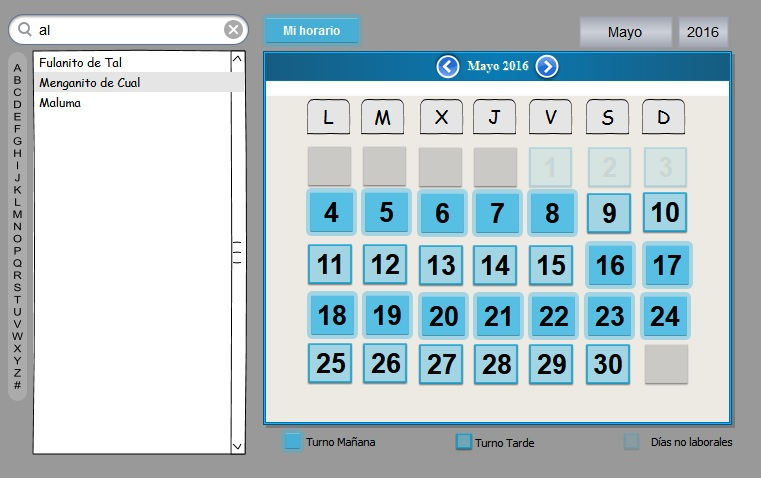 al
Mi horario
Mayo
2016
A
B
C
D
E
F
G
H
I
J
K
L
M
N
O
P
Q
R
S
T
U
V
W
X
Y
Z
#
Fulanito de Tal
Menganito de Cual
Maluma
Mayo 2016
L M X J V S D
1 2 3
4 5 6 7 8 9 10
11 12 13 14 15 16 17
18 19 20 21 22 23 24
25 26 27 28 29 30
Turno Mañana
Turno Tarde
Días no laborales